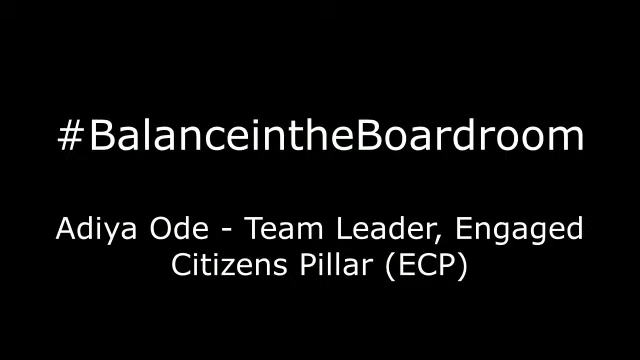 #BalanceintheBoardroom
Adiya Ode - Team Leader, Engaged
Citizens Pillar (ECP)